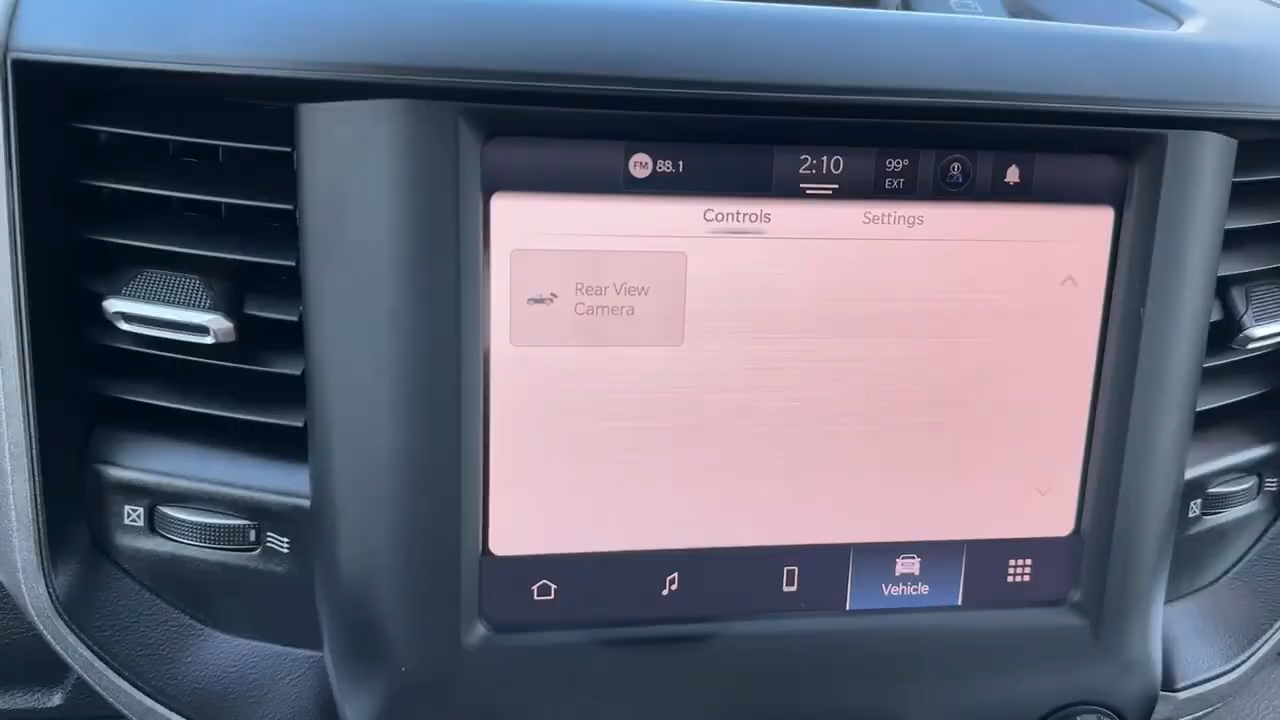 FM 88.1
2:10
99°
EXT
Controls
Settings
Rear View
Camera
Vehicle